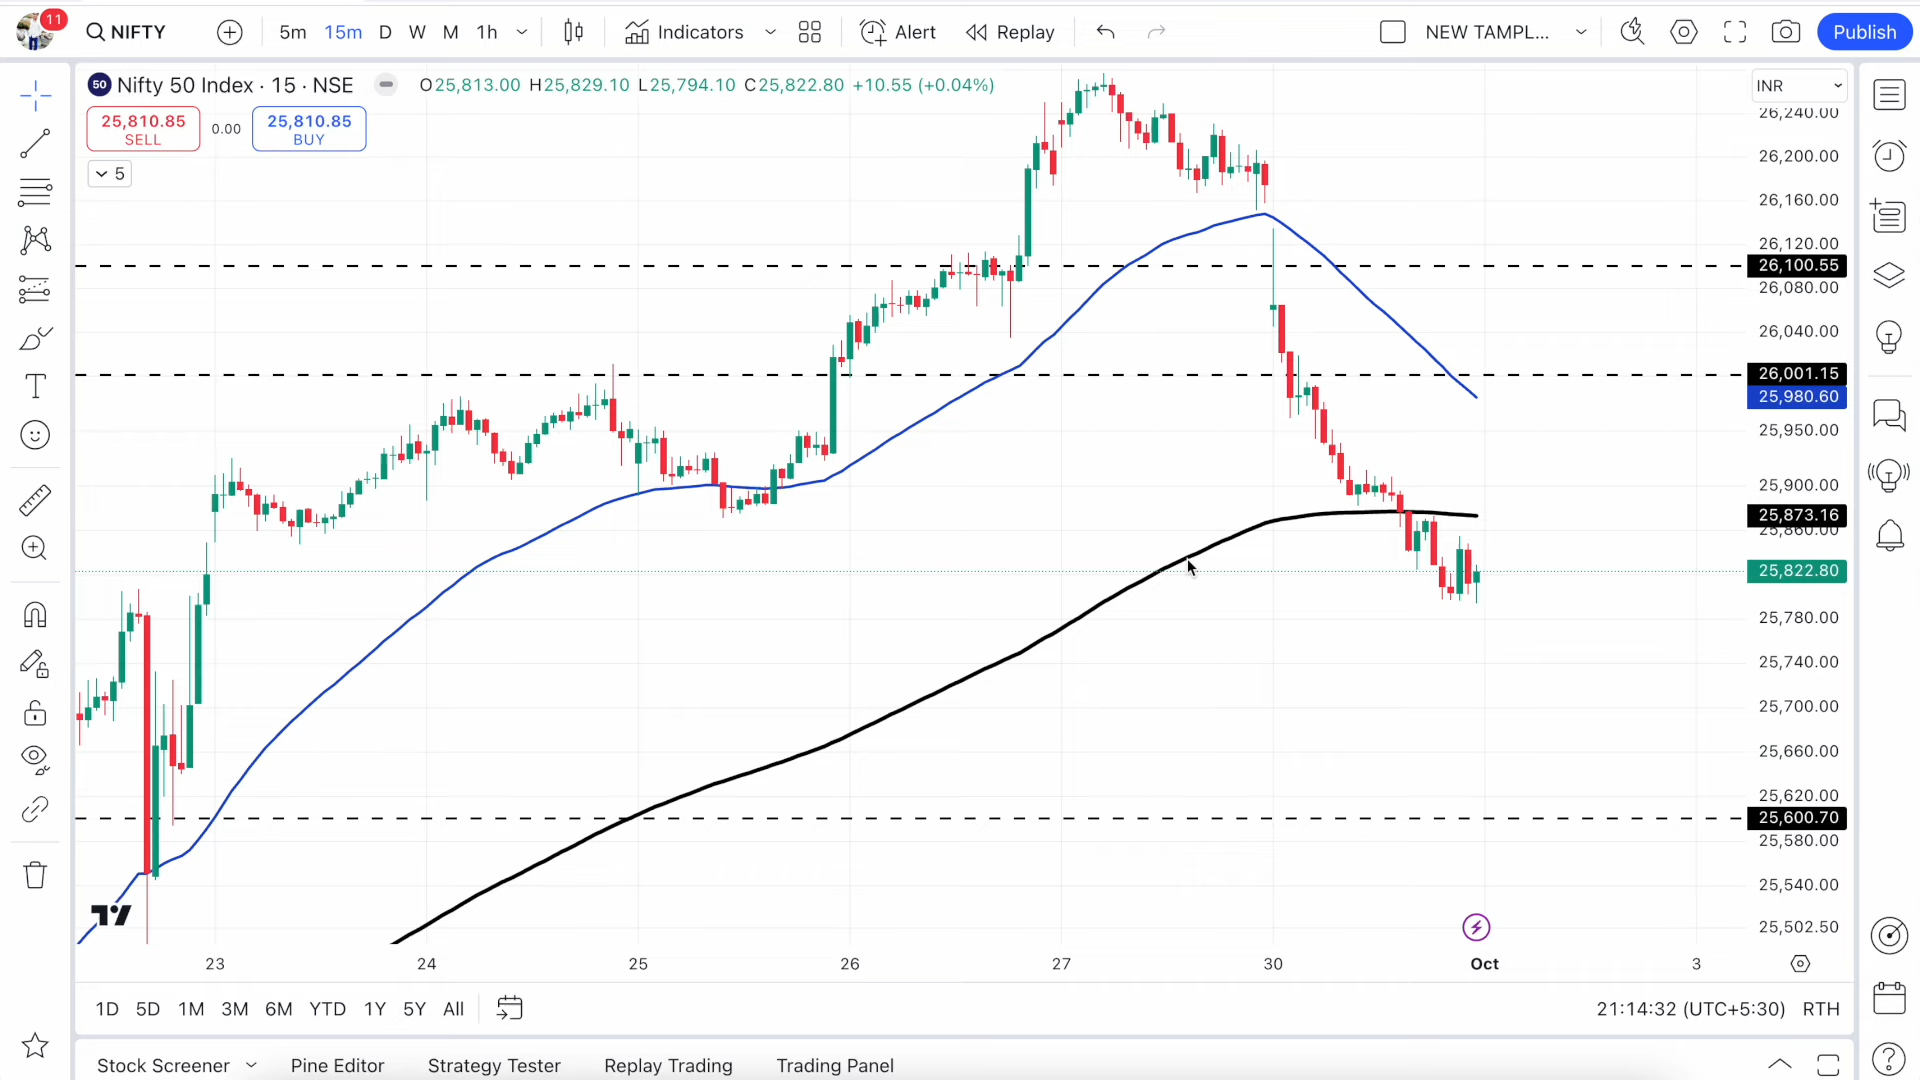 11
NIFTY
5m 15m D W M 1h
Indicators
Alert
Replay
NEW TAMPL...
Publish
50 Nifty 50 Index · 15 · NSE
O25,813.00 H25,829.10 L25,794.10 C25,822.80 +10.55 (+0.04%)
INR
25,810.85
SELL
0.00
25,810.85
BUY
5
26,240.00
26,200.00
26,160.00
26,120.00
26,100.55
26,080.00
26,040.00
26,001.15
25,980.60
25,950.00
25,900.00
25,873.16
25,860.00
25,822.80
25,780.00
25,740.00
25,700.00
25,660.00
25,620.00
25,600.70
25,580.00
25,540.00
25,502.50
23 24 25 26 27 30 Oct 3
1D 5D 1M 3M 6M YTD 1Y 5Y All
21:14:32 (UTC+5:30) RTH
Stock Screener
Pine Editor
Strategy Tester
Replay Trading
Trading Panel